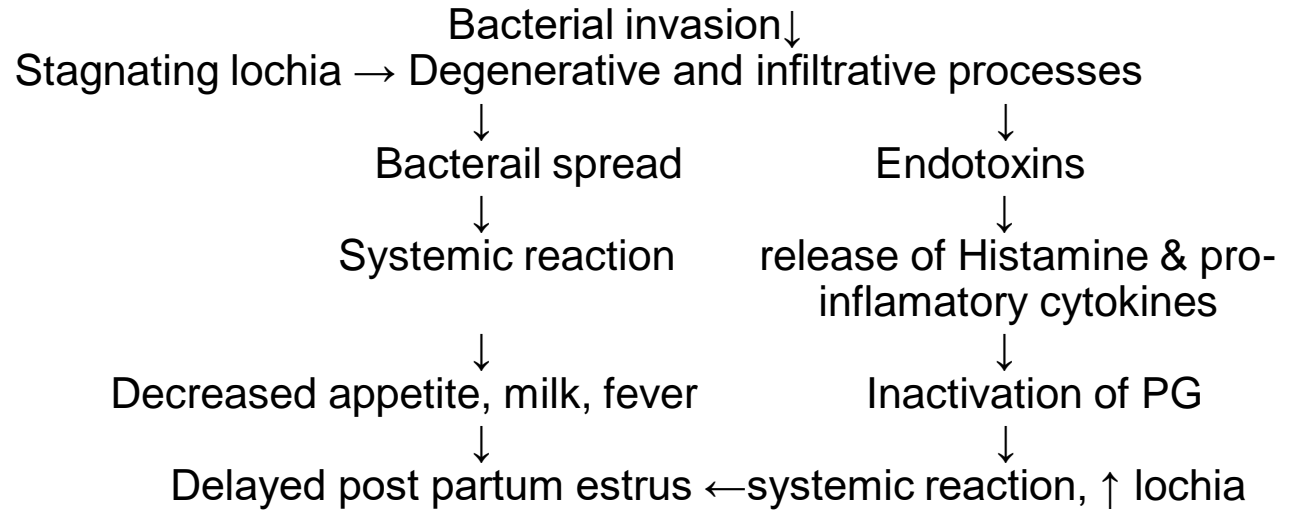 Bacterial invasion↓
Stagnating lochia → Degenerative and infiltrative processes
↓ ↓
Bacterail spread Endotoxins
↓ ↓
Systemic reaction release of Histamine & pro-
inflamatory cytokines
↓ ↓
Decreased appetite, milk, fever Inactivation of PG
↓ ↓
Delayed post partum estrus ←systemic reaction, ↑ lochia